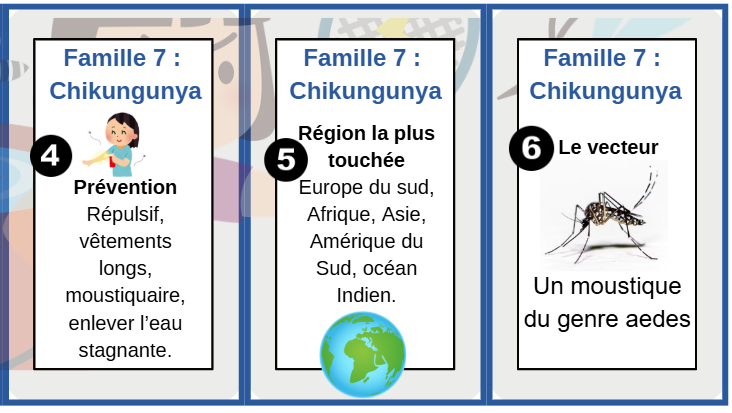 Famille 7 :
Chikungunya
4
Prévention
Répulsif,
vêtements
longs,
moustiquaire,
enlever l'eau
stagnante.
Famille 7 :
Chikungunya
5
Région la plus
touchée
Europe du sud,
Afrique, Asie,
Amérique du
Sud, océan
Indien.
Famille 7 :
Chikungunya
6
Le vecteur
Un moustique
du genre aedes